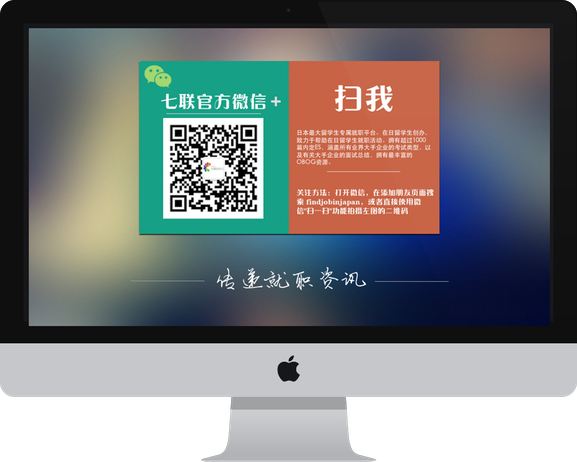 七联官方微信+
扫我
日本最大留学生专属就职平台，在日留学生创办，
致力于帮助在日留学生就职活动，拥有超过1000
篇内定ES，涵盖所有业界大手企业的考试类型，以
及有关大手企业的面试总结，拥有最丰富的
OBOG资源。
关注方法：打开微信，在添加朋友页面搜
索 findjobinjapan，或者直接使用微
信"扫一扫"功能拍摄左图的二维码
传递就职资讯